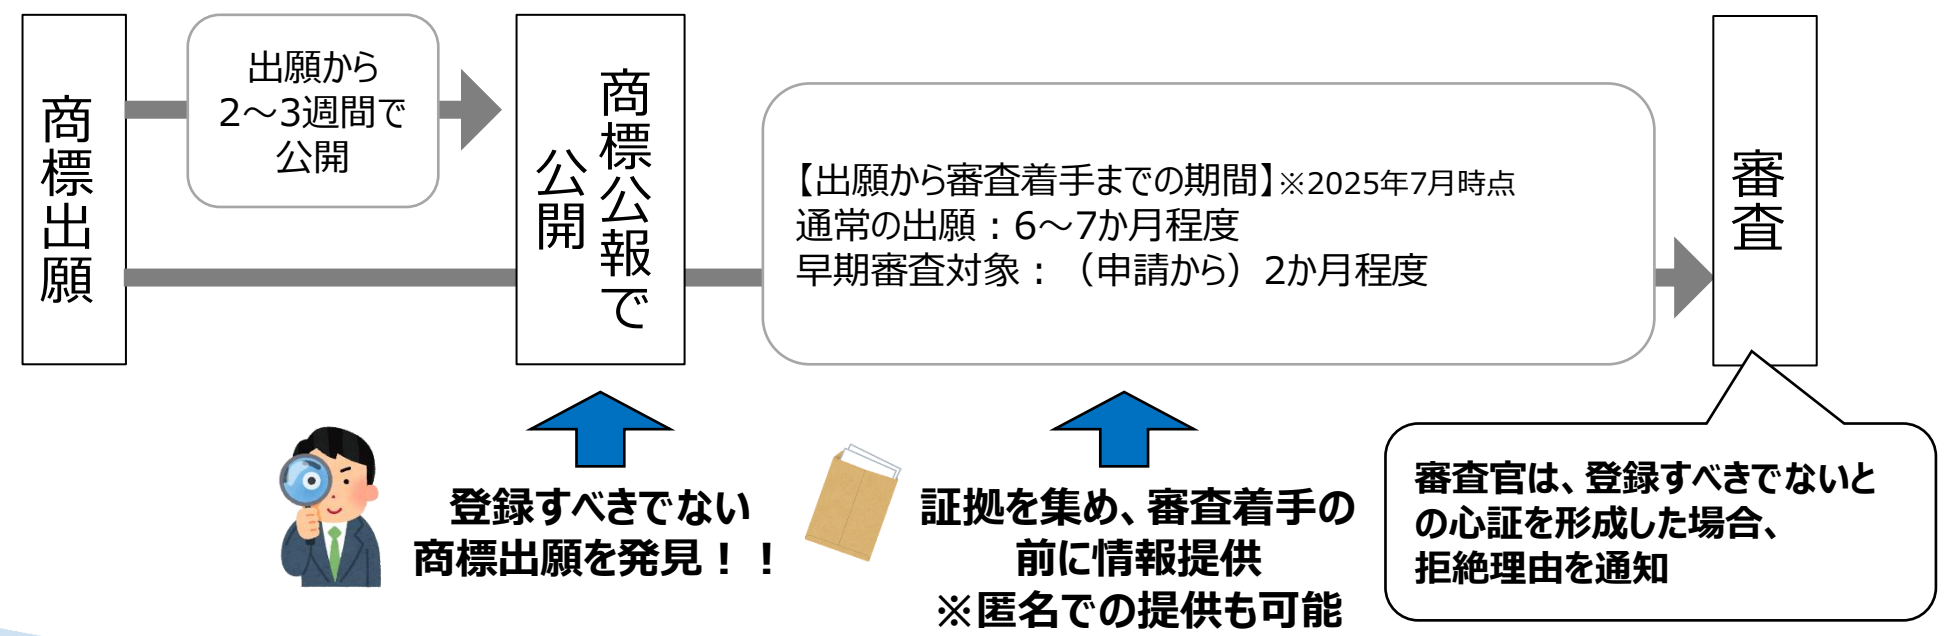 商標出願
出願から
2～3週間で
公開
商標公報で
公開
【出願から審査着手までの期間】※2025年7月時点
通常の出願：6～7か月程度
早期審査対象：（申請から）2か月程度
審査
登録すべきでない
商標出願を発見！！
証拠を集め、審査着手の
前に情報提供
※匿名での提供も可能
審査官は、登録すべきでないと
の心証を形成した場合、
拒絶理由を通知